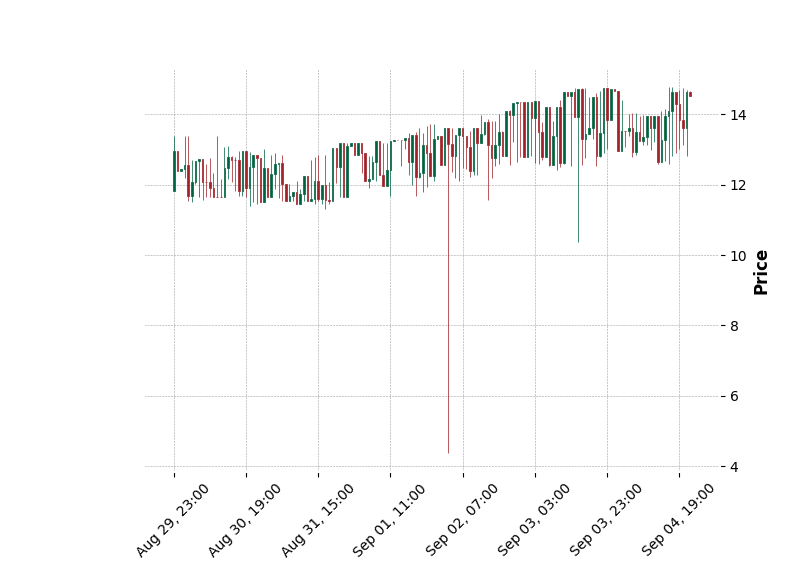 14
12
10
8
6
4
Price
Aug 29, 23:00
Aug 30, 19:00
Aug 31, 15:00
Sep 01, 11:00
Sep 02, 07:00
Sep 03, 03:00
Sep 03, 23:00
Sep 04, 19:00